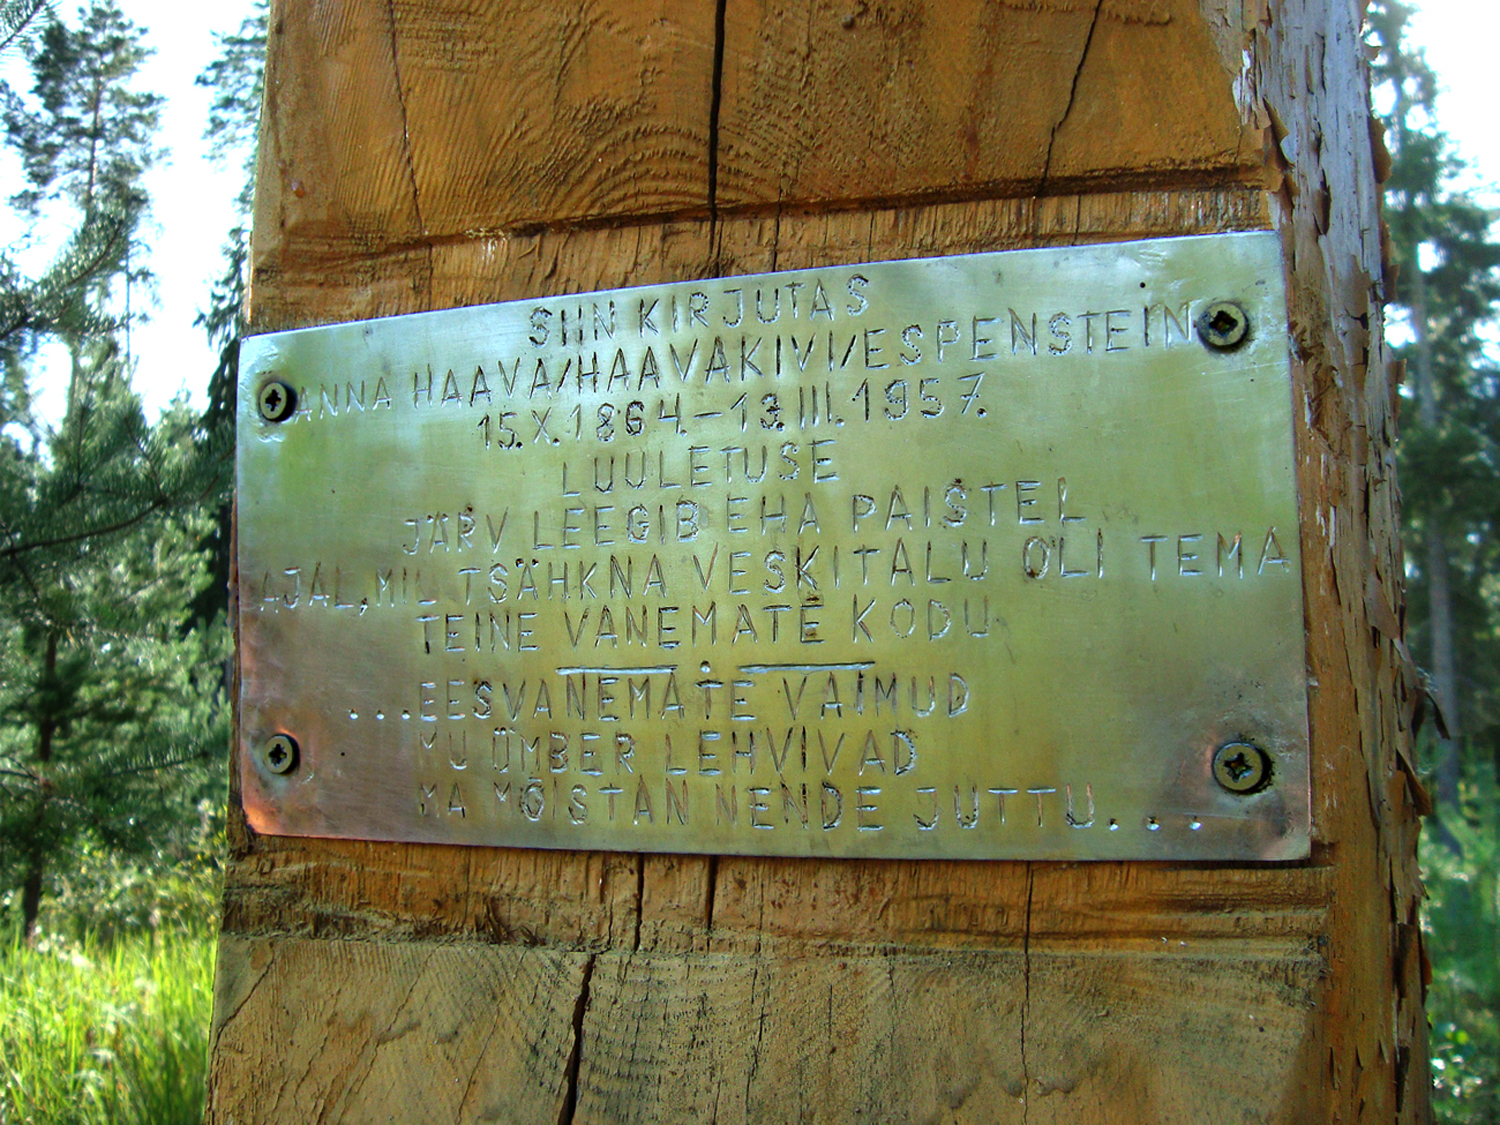 SIIN KIRJUTAS
ANNA HAAVA/HAAVAKIVI/ESPENSTEIN
15.X.1864.–13.III.1957.
LUULETUSE
JÄRV LEEGIB EHA PAISTEL
AJAL, MIL TSÄHKNA VESKITALU OLI TEMA
TEINE VANEMATE KODU
...EESVANEMATE VAIMUD
MU ÜMBER LEHVIVAD
MA MÕISTAN NENDE JUTTU....